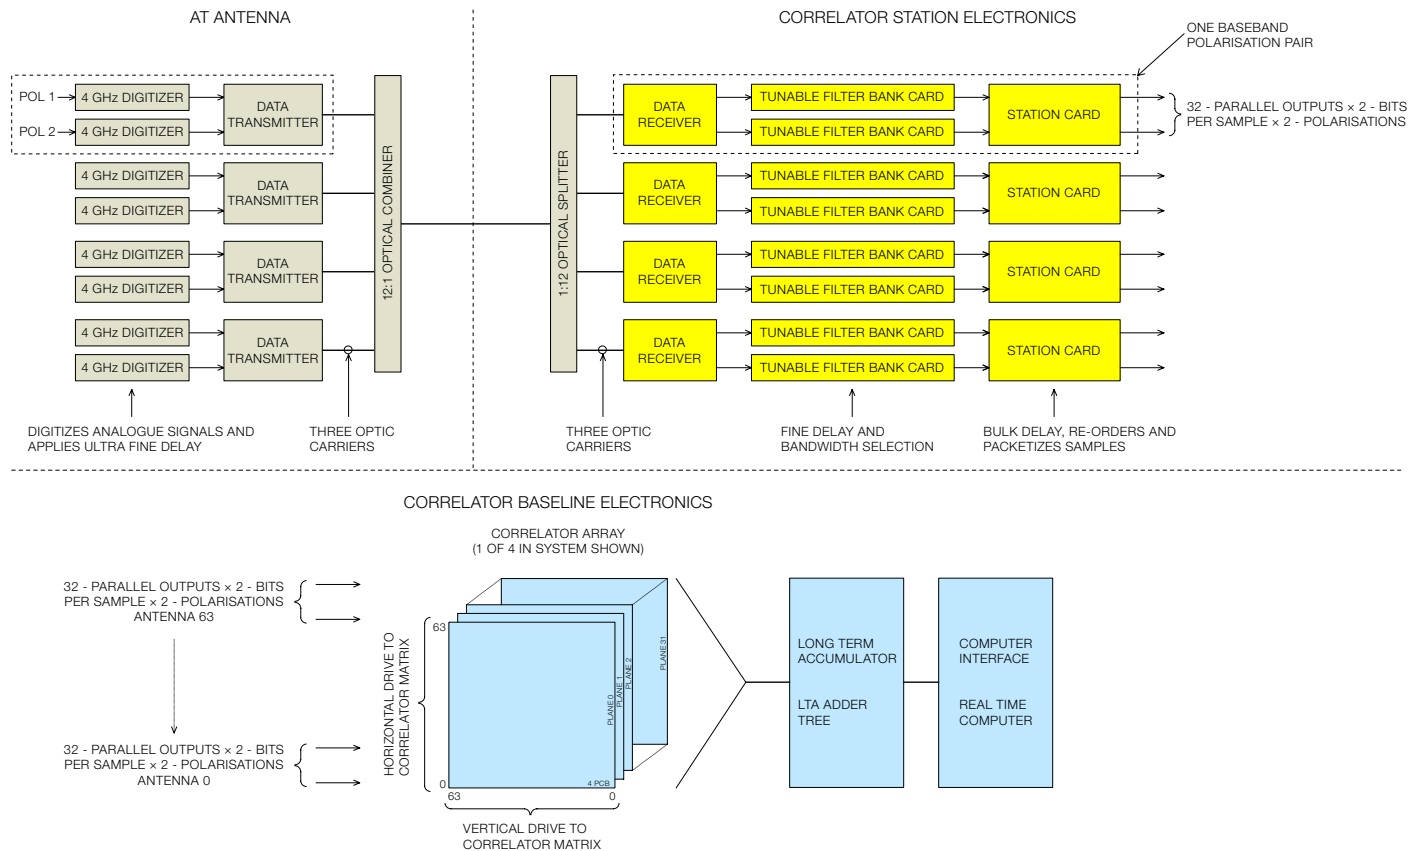 AT ANTENNA
CORRELATOR STATION ELECTRONICS
ONE BASEBAND
POLARISATION PAIR
POL 1
4 GHz DIGITIZER
POL 2
4 GHz DIGITIZER
DATA
TRANSMITTER
4 GHz DIGITIZER
4 GHz DIGITIZER
DATA
TRANSMITTER
4 GHz DIGITIZER
4 GHz DIGITIZER
DATA
TRANSMITTER
4 GHz DIGITIZER
4 GHz DIGITIZER
DATA
TRANSMITTER
12:1 OPTICAL COMBINER
1:12 OPTICAL SPLITTER
DATA
RECEIVER
TUNABLE FILTER BANK CARD
TUNABLE FILTER BANK CARD
STATION CARD
32 - PARALLEL OUTPUTS × 2 - BITS
PER SAMPLE × 2 - POLARISATIONS
DATA
RECEIVER
TUNABLE FILTER BANK CARD
TUNABLE FILTER BANK CARD
STATION CARD
DATA
RECEIVER
TUNABLE FILTER BANK CARD
TUNABLE FILTER BANK CARD
STATION CARD
DATA
RECEIVER
TUNABLE FILTER BANK CARD
TUNABLE FILTER BANK CARD
STATION CARD
DIGITIZES ANALOGUE SIGNALS AND
APPLIES ULTRA FINE DELAY
THREE OPTIC
CARRIERS
THREE OPTIC
CARRIERS
FINE DELAY AND
BANDWIDTH SELECTION
BULK DELAY, RE-ORDERS AND
PACKETIZES SAMPLES
CORRELATOR BASELINE ELECTRONICS
CORRELATOR ARRAY
(1 OF 4 IN SYSTEM SHOWN)
32 - PARALLEL OUTPUTS × 2 - BITS
PER SAMPLE × 2 - POLARISATIONS
ANTENNA 63
32 - PARALLEL OUTPUTS × 2 - BITS
PER SAMPLE × 2 - POLARISATIONS
ANTENNA 0
HORIZONTAL DRIVE TO
CORRELATOR MATRIX
63
0
PLANE 0
PLANE 1
PLANE 2
PLANE 31
4 PCB
63
0
VERTICAL DRIVE TO
CORRELATOR MATRIX
LONG TERM
ACCUMULATOR
LTA ADDER
TREE
COMPUTER
INTERFACE
REAL TIME
COMPUTER